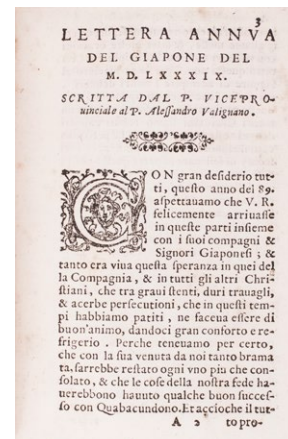 3
LETTERA ANNVA
DEL GIAPONE DEL
M. D. LXXXIX.
SCRITTA DAL P. VICEPRO-
uinciale al P. Alessandro Valignano.
CON gran desiderio tut-
ti, questo anno del 89.
aspettauamo che V. R.
felicemente arriuasse
in queste parti insieme
con i suoi compagni &
Signori Giaponesi; &
tanto era viua questa speranza in quei del
la Compagnia, & in tutti gli altri Chri-
stiani, che tra graui stenti, duri trauagli,
& acerbe persecutioni, che in questi tem-
pi habbiamo patiti, ne faceua essere di
buon'animo, dandoci gran conforto e re-
frigerio. Perche teneuamo per certo,
che con la sua venuta da noi tanto brama
ta, sarrebbe restato ogni vno più che con-
solato, & che le cose della nostra fede ha-
uerebbono hauuto qualche buon succes-
so con Quabacundono. Et accioche il tut-
A 2 to pro-